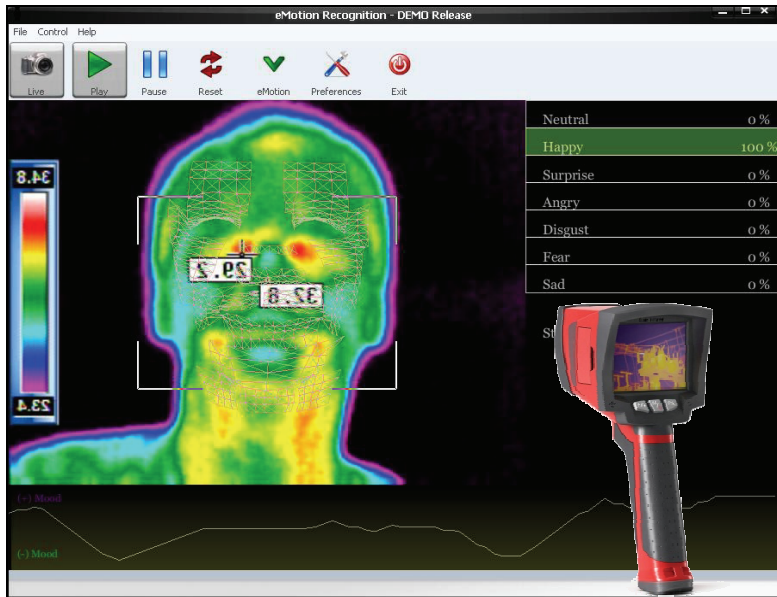 eMotion Recognition - DEMO Release
File Control Help
Live Play Pause Reset eMotion Preferences Exit
Neutral 0 %
Happy 100 %
Surprise 0 %
Angry 0 %
Disgust 0 %
Fear 0 %
Sad 0 %
34.8
29.2
32.8
23.4
(+) Mood
(-) Mood